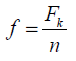 f = F_k / n